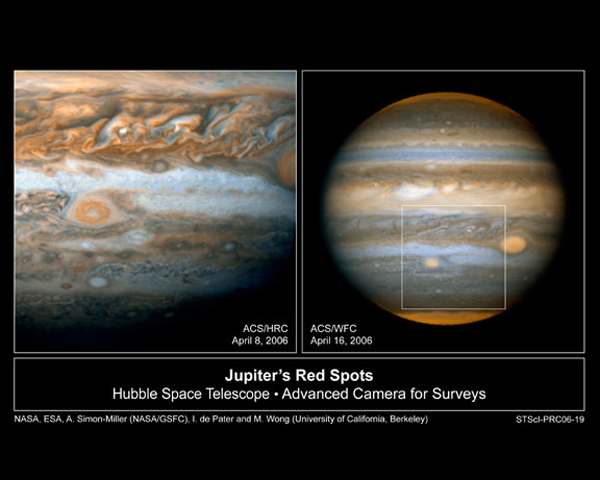 ACS/HRC
April 8, 2006
ACS/WFC
April 16, 2006
Jupiter's Red Spots
Hubble Space Telescope • Advanced Camera for Surveys
NASA, ESA, A. Simon-Miller (NASA/GSFC), I. de Pater and M. Wong (University of California, Berkeley)
STScI-PRC06-19